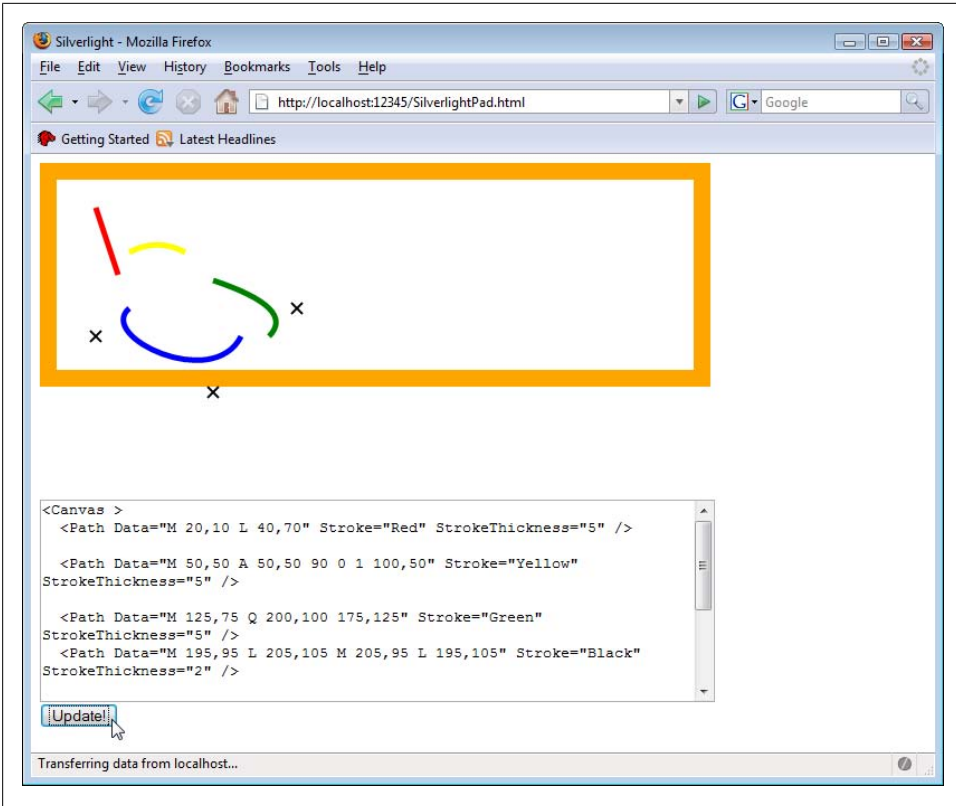 Silverlight - Mozilla Firefox
File Edit View History Bookmarks Tools Help
http://localhost:12345/SilverlightPad.html
G Google
Getting Started Latest Headlines
<Canvas >
<Path Data="M 20,10 L 40,70" Stroke="Red" StrokeThickness="5" />
<Path Data="M 50,50 A 50,50 90 0 1 100,50" Stroke="Yellow"
StrokeThickness="5" />
<Path Data="M 125,75 Q 200,100 175,125" Stroke="Green"
StrokeThickness="5" />
<Path Data="M 195,95 L 205,105 M 205,95 L 195,105" Stroke="Black"
StrokeThickness="2" />
Update!
Transferring data from localhost...